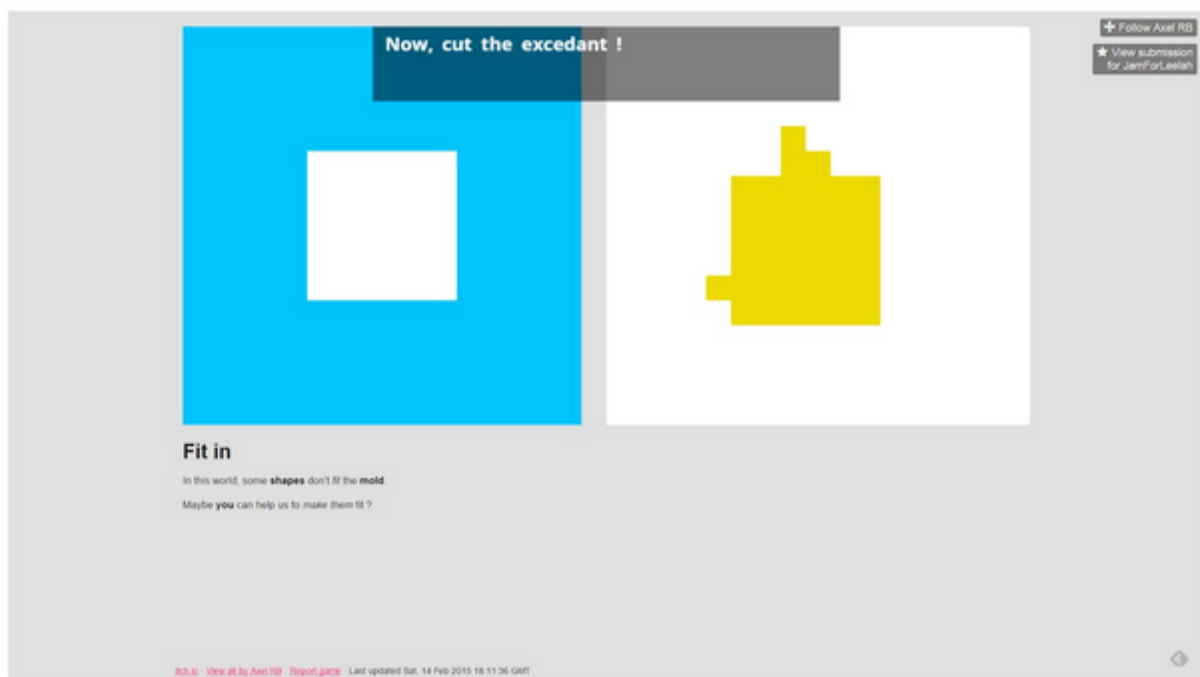 Now, cut the excedant !
Follow Axel RB
View submission
for JamForLeelah
Fit in
In this world, some shapes don't fit the mold.
Maybe you can help us to make them fit ?
itch.io · View all by Axel RB · Report game · Last updated Sat, 14 Feb 2015 18:11:36 GMT